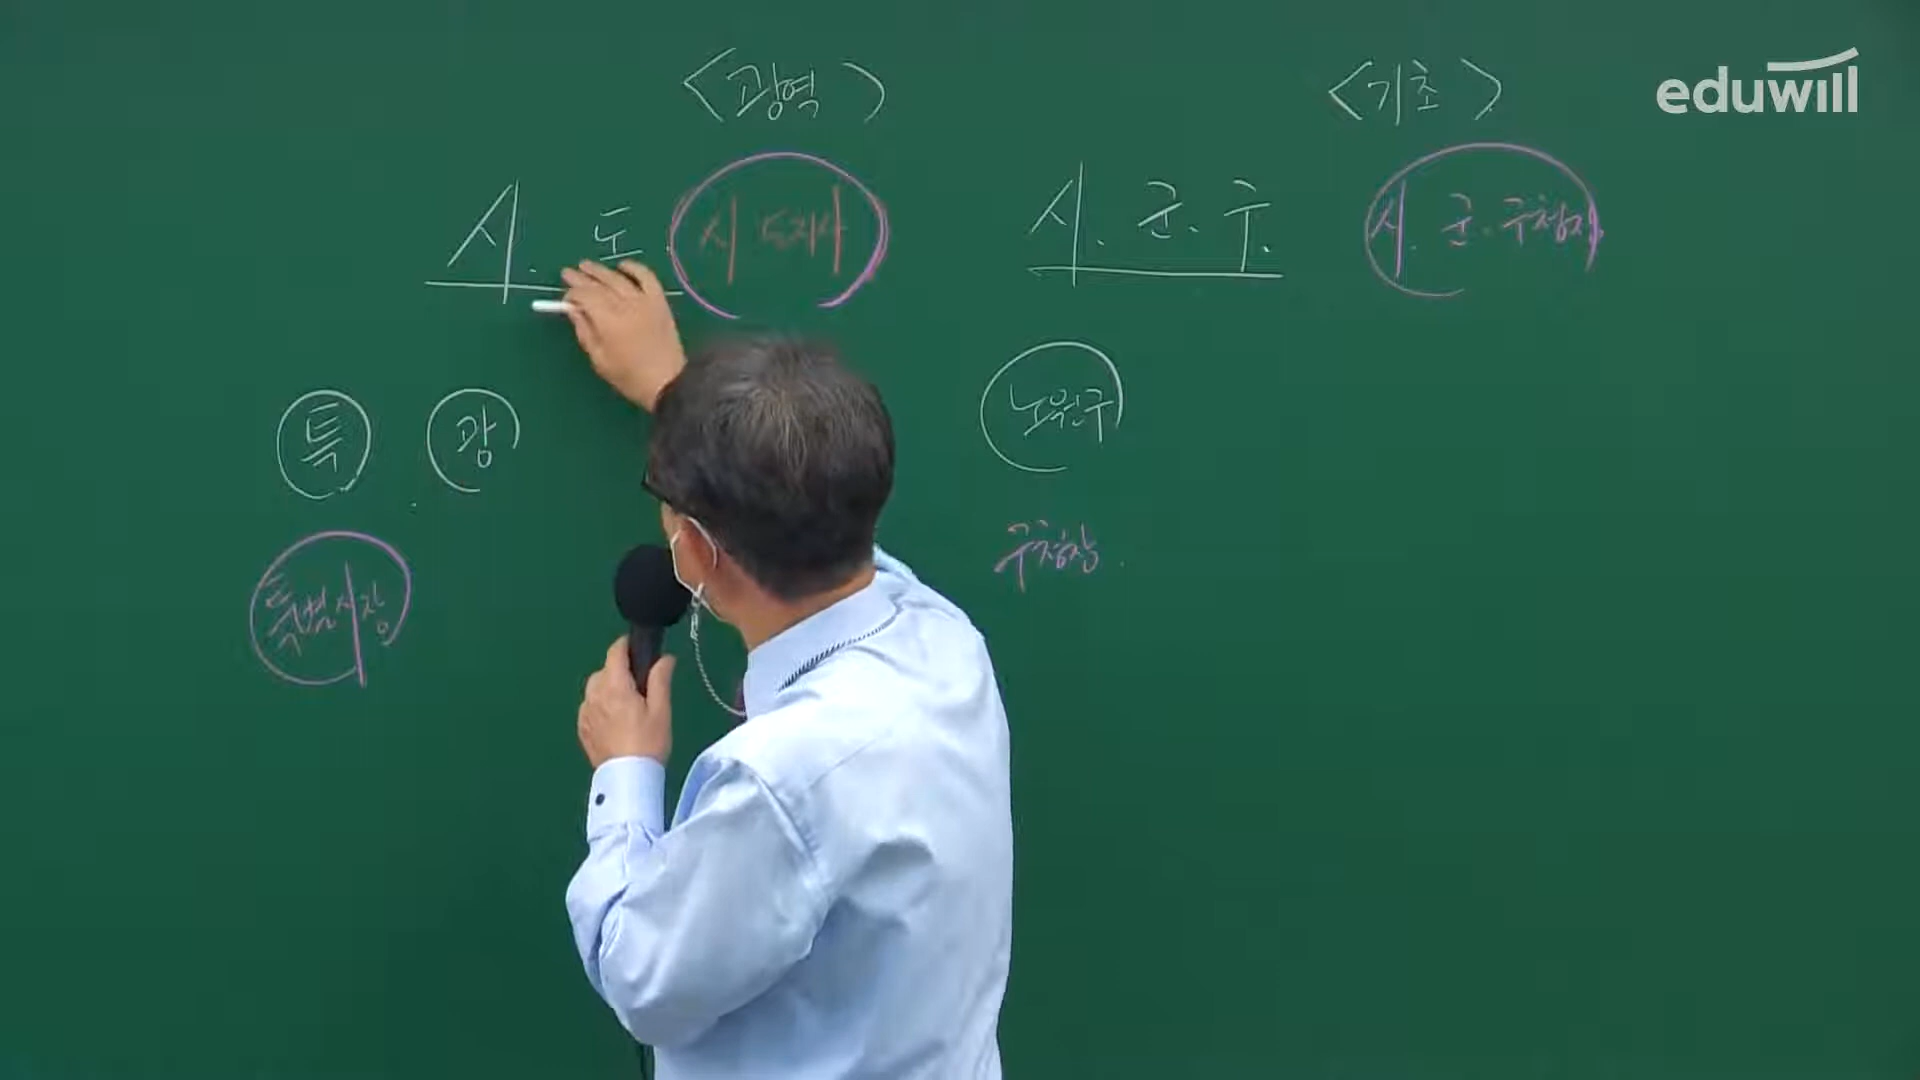 <광역>
<기초>
eduwill
시. 도. 시 도지사
시. 군. 구. 시. 군. 구청장
특 광
노원구
특별시장
구청장.